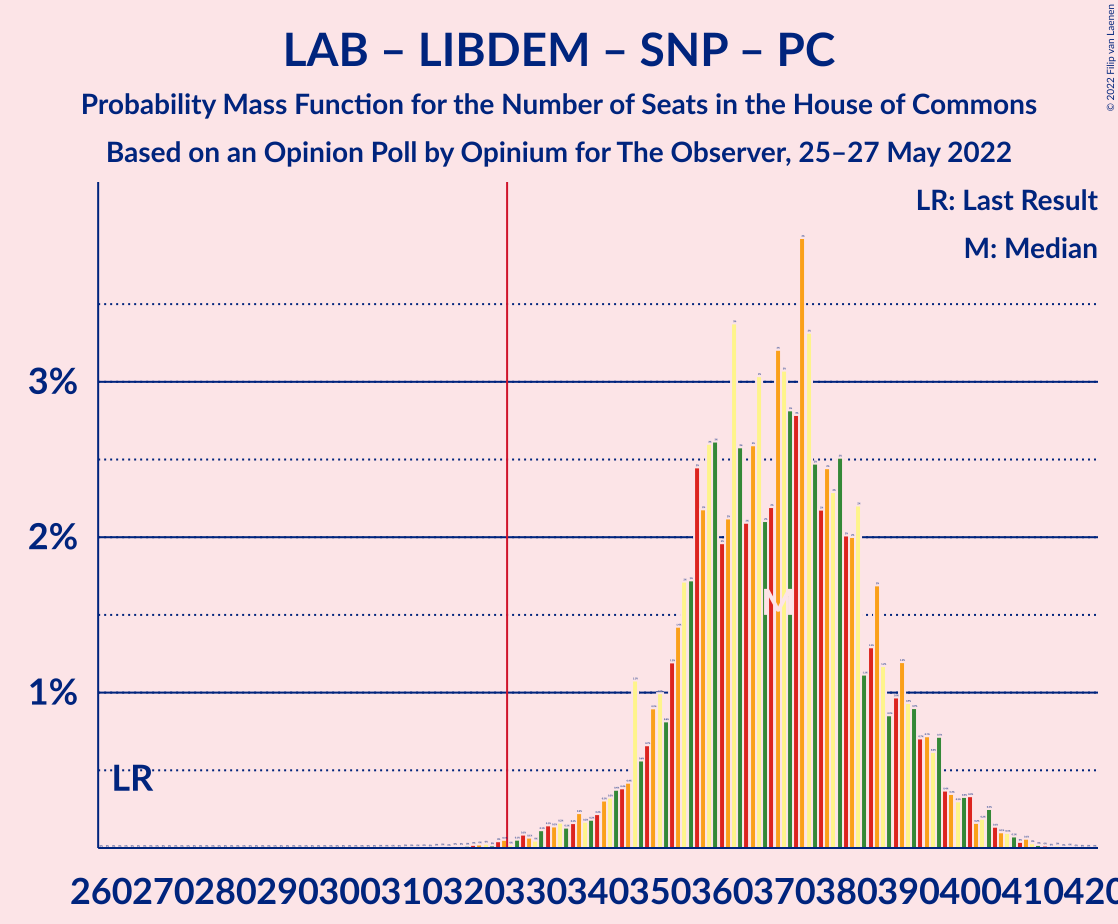 LAB – LIBDEM – SNP – PC
Probability Mass Function for the Number of Seats in the House of Commons
Based on an Opinion Poll by Opinium for The Observer, 25–27 May 2022
© 2022 Filip van Laenen
LR: Last Result
M: Median
3%
2%
1%
LR
M
260270280290300310320330340350360370380390400410420